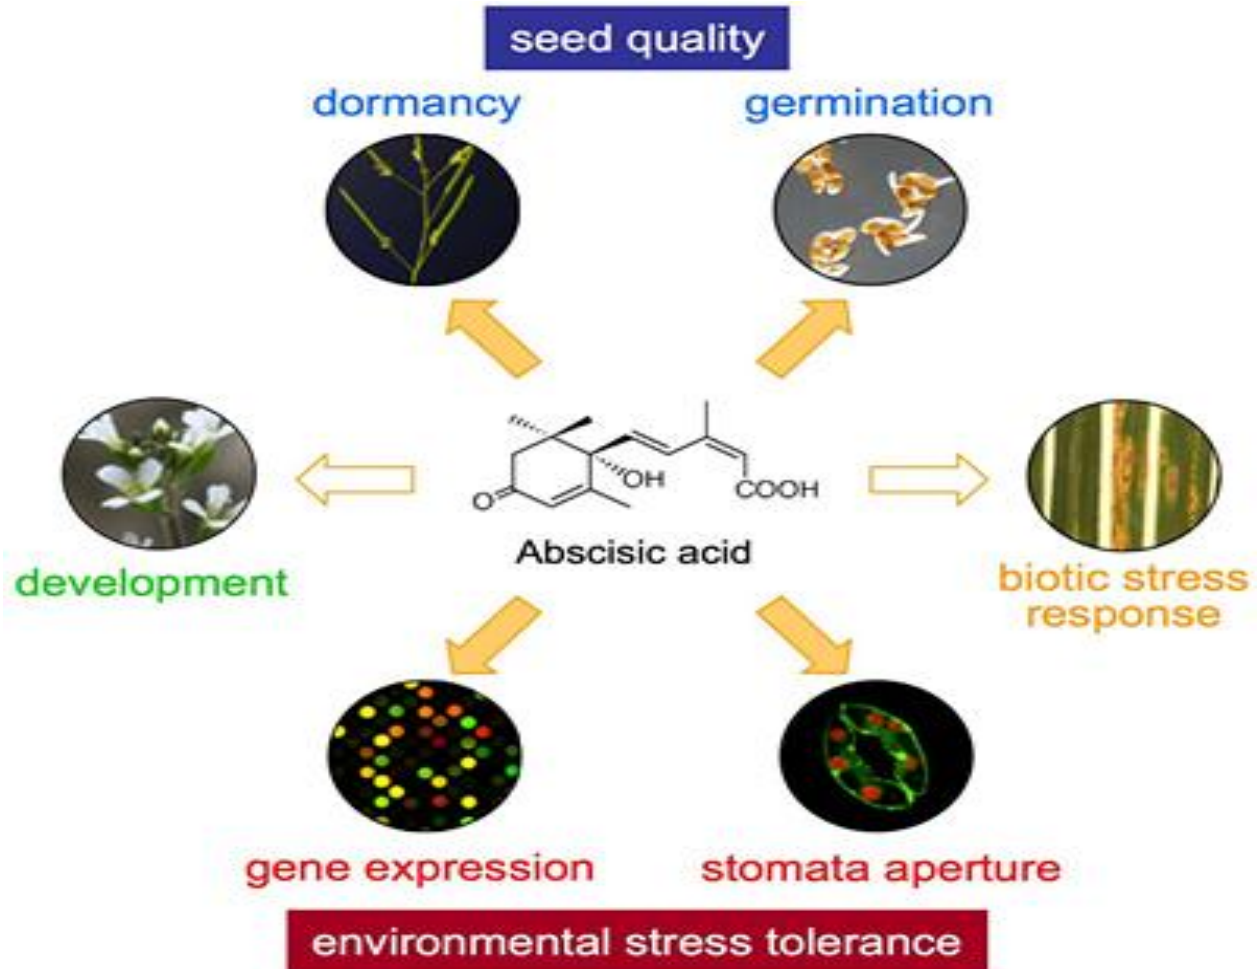 seed quality
dormancy
germination
OH
O
COOH
Abscisic acid
development
biotic stress
response
gene expression
stomata aperture
environmental stress tolerance